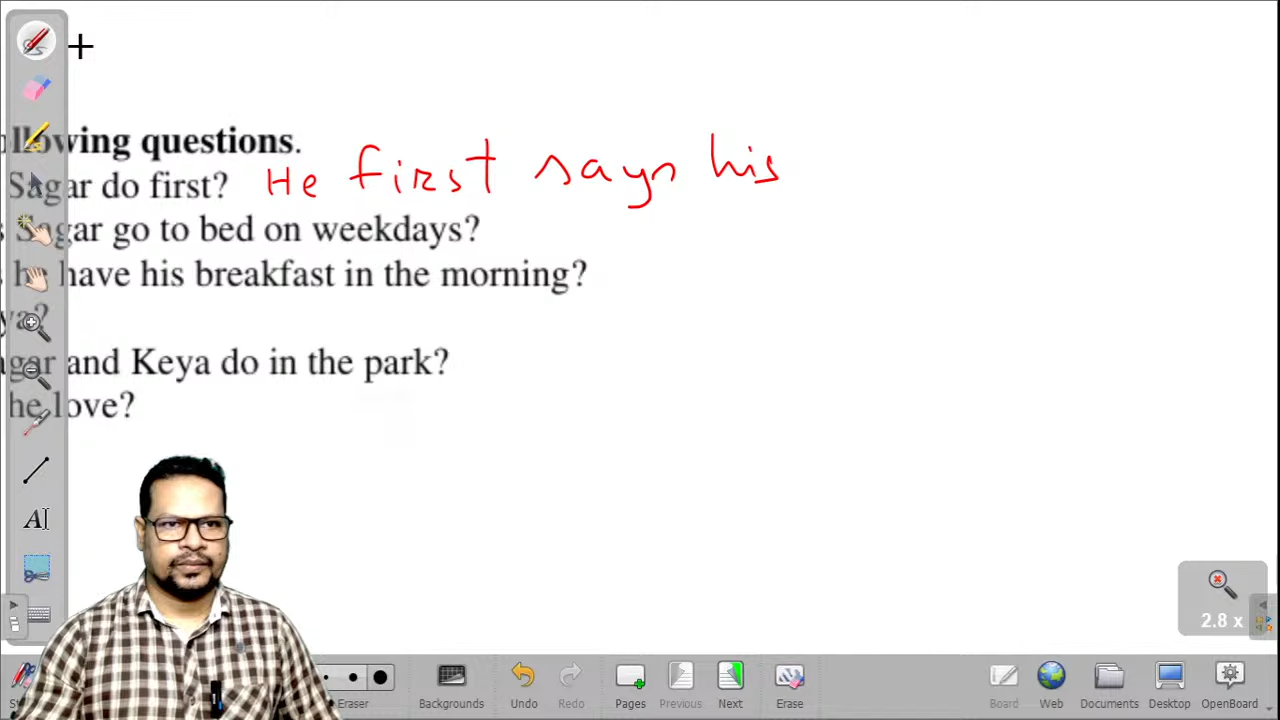 llowing questions.
Sagar do first? He first says his
s Sagar go to bed on weekdays?
s he have his breakfast in the morning?
ya?
agar and Keya do in the park?
he love?
A
2.8 x
Eraser
Backgrounds
Undo
Redo
Pages
Previous
Next
Erase
Board
Web
Documents
Desktop
OpenBoard